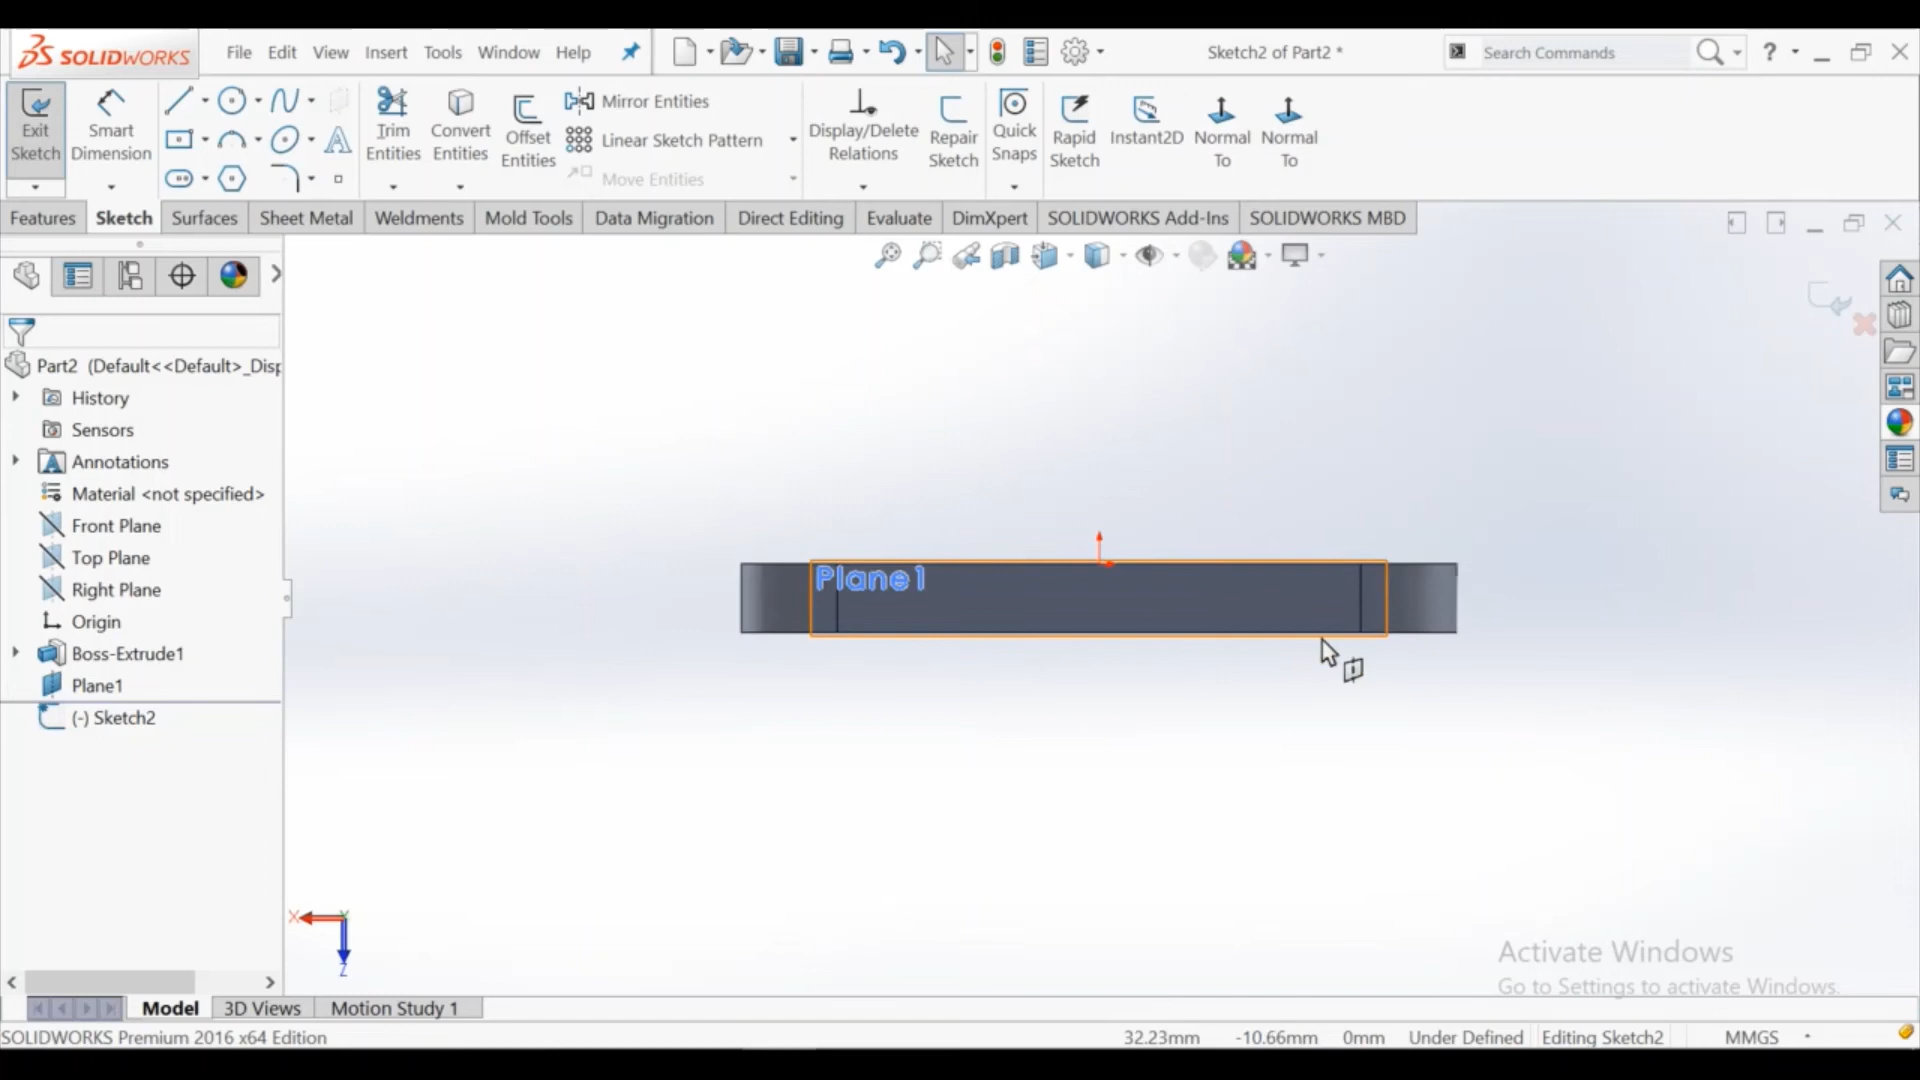 SOLIDWORKS
File Edit View Insert Tools Window Help
Sketch2 of Part2 *
Search Commands
?
Exit Sketch
Smart Dimension
Trim Entities
Convert Entities
Offset Entities
Mirror Entities
Linear Sketch Pattern
Move Entities
Display/Delete Relations
Repair Sketch
Quick Snaps
Rapid Sketch
Instant2D
Normal To
Normal To
Features Sketch Surfaces Sheet Metal Weldments Mold Tools Data Migration Direct Editing Evaluate DimXpert SOLIDWORKS Add-Ins SOLIDWORKS MBD
Part2 (Default<<Default>_Disp
History
Sensors
Annotations
Material <not specified>
Front Plane
Top Plane
Right Plane
Origin
Boss-Extrude1
Plane1
(-) Sketch2
Plane1
X
Y
Z
Activate Windows
Go to Settings to activate Windows.
Model 3D Views Motion Study 1
SOLIDWORKS Premium 2016 x64 Edition
32.23mm -10.66mm 0mm Under Defined Editing Sketch2 MMGS